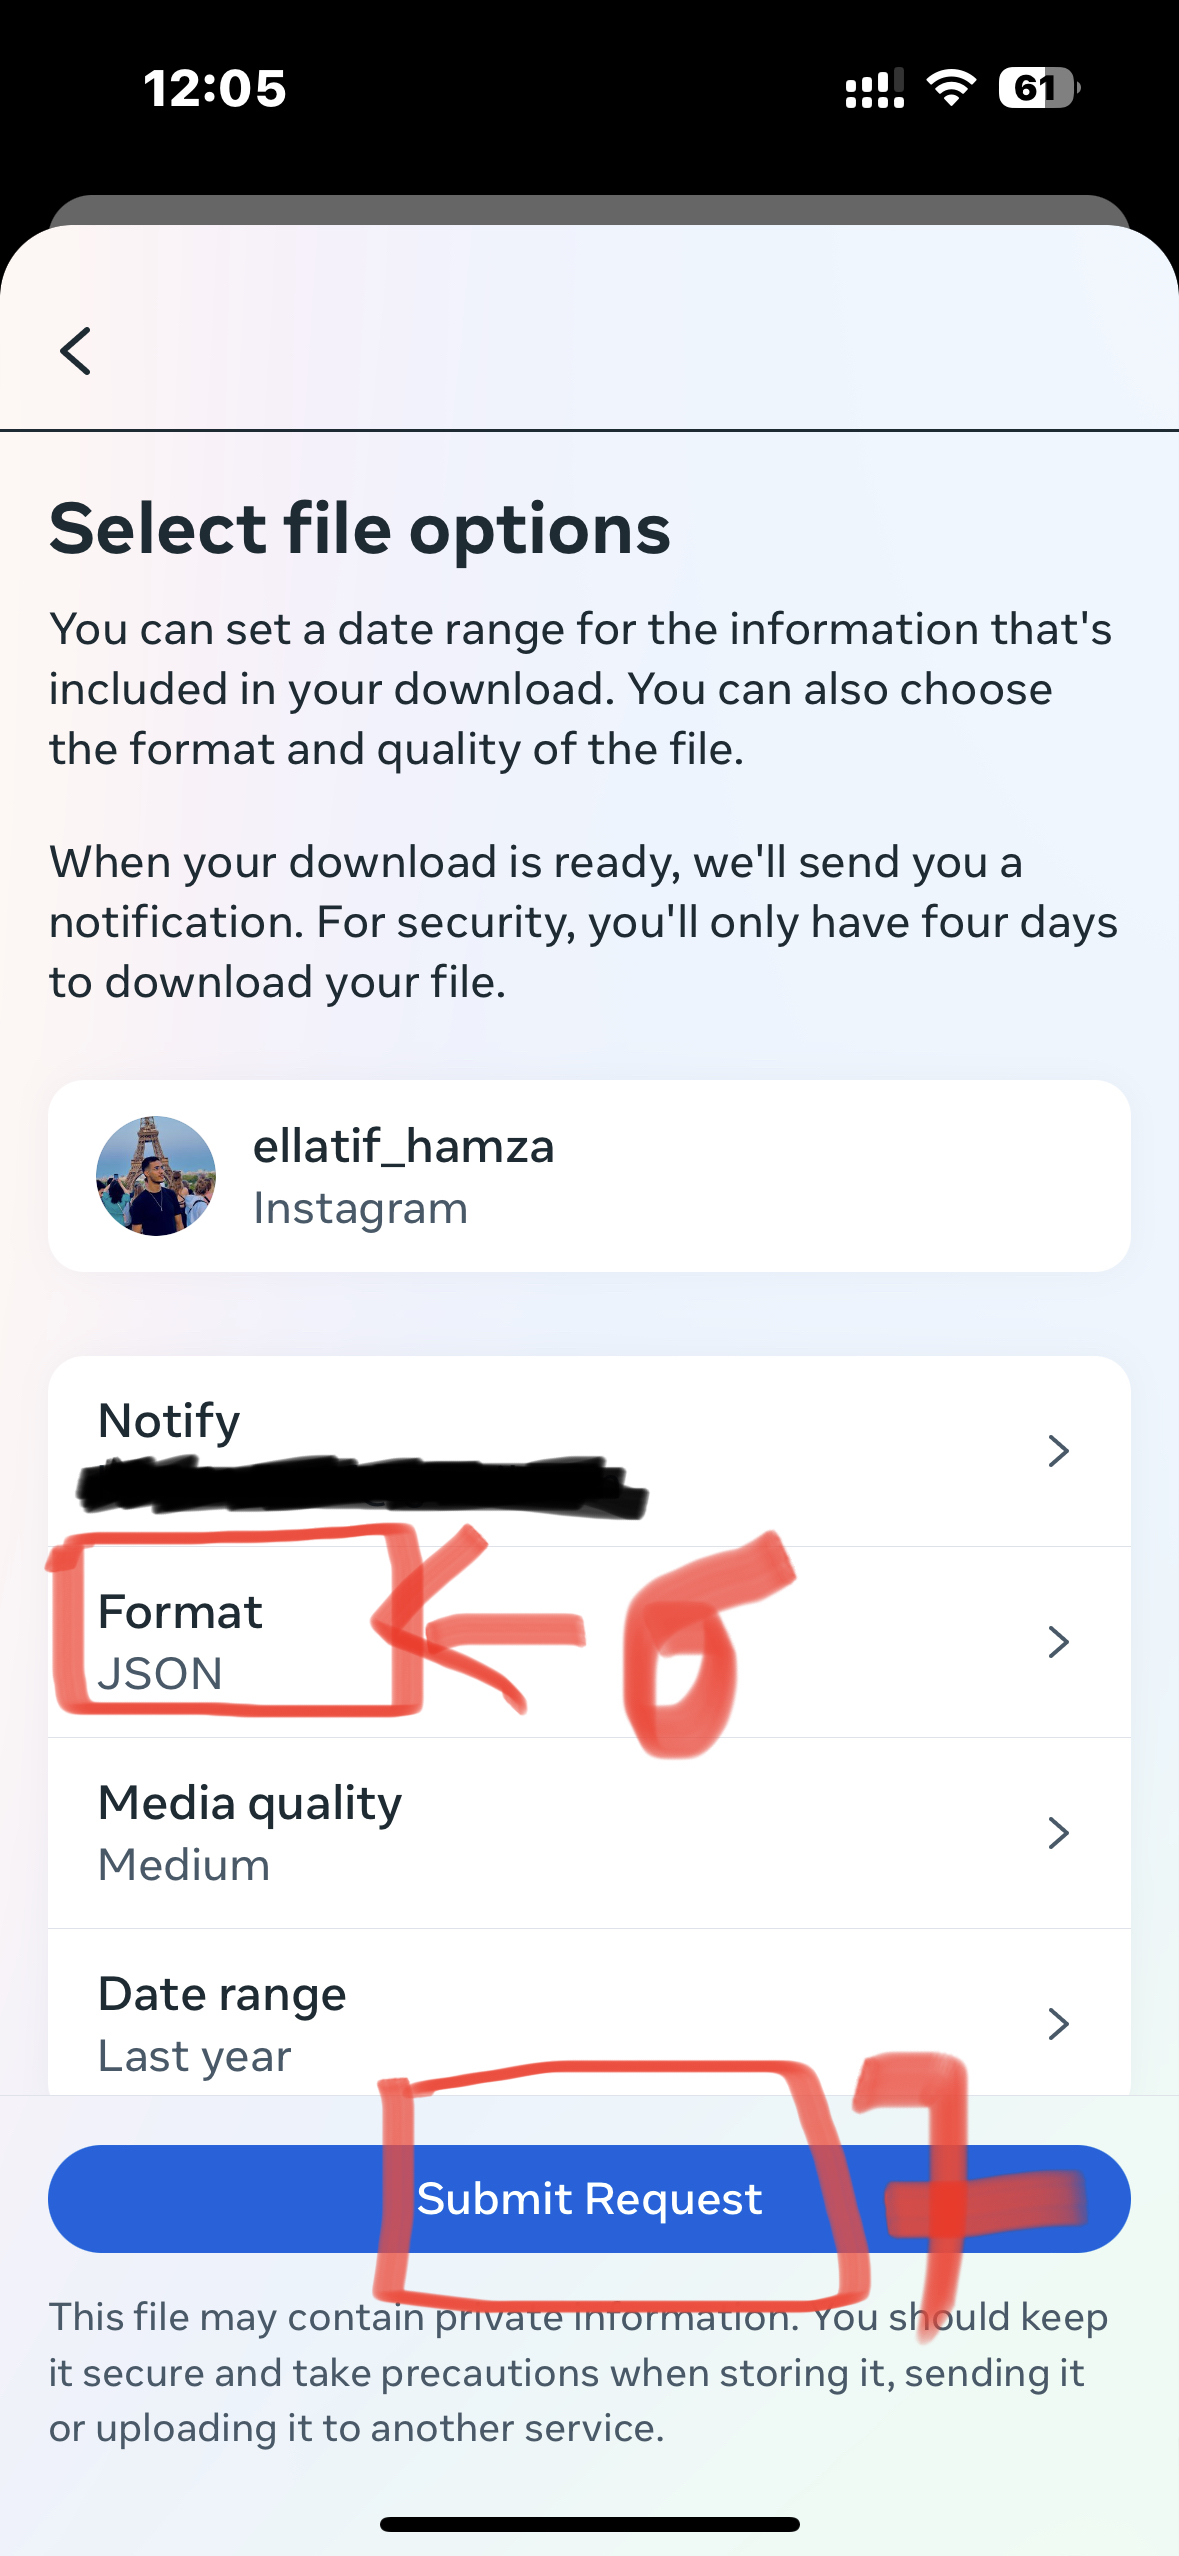 12:05
61
Select file options
You can set a date range for the information that's
included in your download. You can also choose
the format and quality of the file.
When your download is ready, we'll send you a
notification. For security, you'll only have four days
to download your file.
ellatif_hamza
Instagram
Notify
Format
JSON
6
Media quality
Medium
Date range
Last year
Submit Request
7
This file may contain private information. You should keep
it secure and take precautions when storing it, sending it
or uploading it to another service.